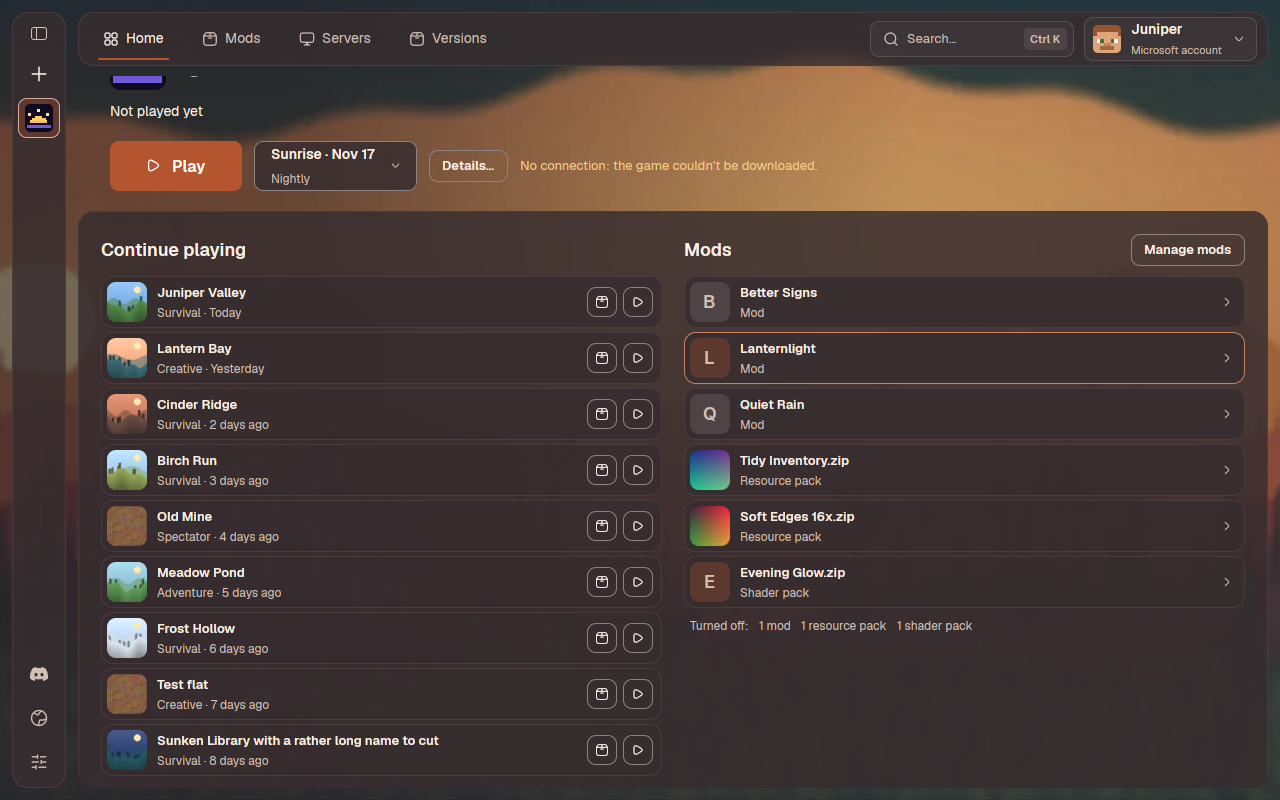 Home
Mods
Servers
Versions
Search...
Ctrl K
Juniper
Microsoft account
Not played yet
Play
Sunrise · Nov 17
Nightly
Details...
No connection: the game couldn't be downloaded.
Continue playing
Juniper Valley
Survival · Today
Lantern Bay
Creative · Yesterday
Cinder Ridge
Survival · 2 days ago
Birch Run
Survival · 3 days ago
Old Mine
Spectator · 4 days ago
Meadow Pond
Adventure · 5 days ago
Frost Hollow
Survival · 6 days ago
Test flat
Creative · 7 days ago
Sunken Library with a rather long name to cut
Survival · 8 days ago
Mods
Manage mods
B
Better Signs
Mod
L
Lanternlight
Mod
Q
Quiet Rain
Mod
Tidy Inventory.zip
Resource pack
Soft Edges 16x.zip
Resource pack
E
Evening Glow.zip
Shader pack
Turned off: 1 mod 1 resource pack 1 shader pack